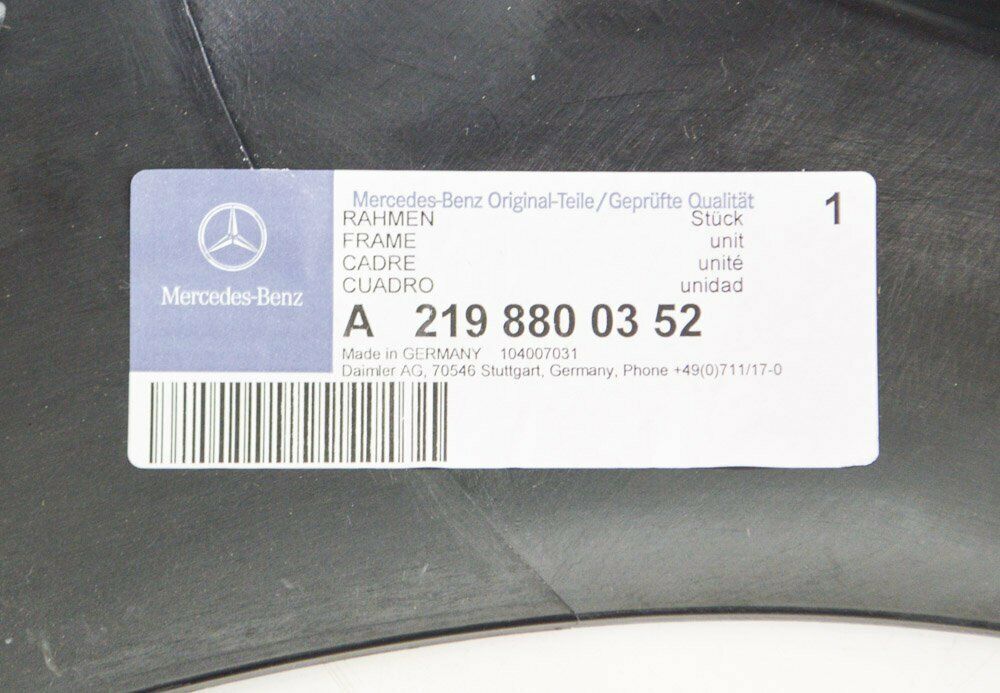 Mercedes-Benz Original-Teile/Geprüfte Qualität 1
RAHMEN Stück
FRAME unit
CADRE unité
CUADRO unidad
Mercedes-Benz
A 219 880 03 52
Made in GERMANY 104007031
Daimler AG, 70546 Stuttgart, Germany, Phone +49(0)711/17-0